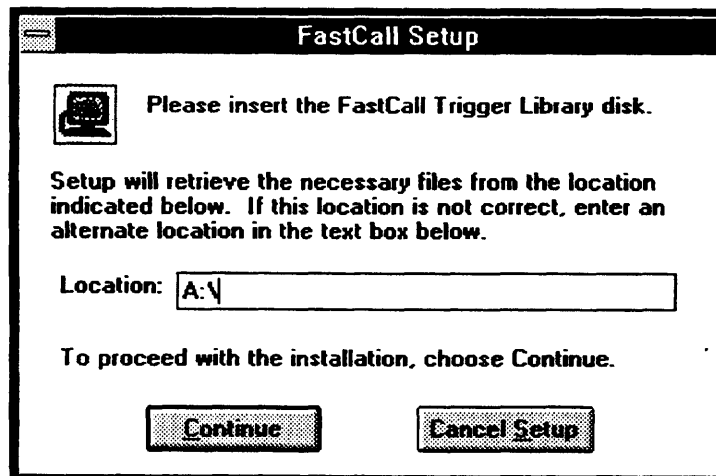 FastCall Setup
Please insert the FastCall Trigger Library disk.
Setup will retrieve the necessary files from the location
indicated below. If this location is not correct, enter an
alternate location in the text box below.
Location: A:\
To proceed with the installation, choose Continue.
Continue Cancel Setup